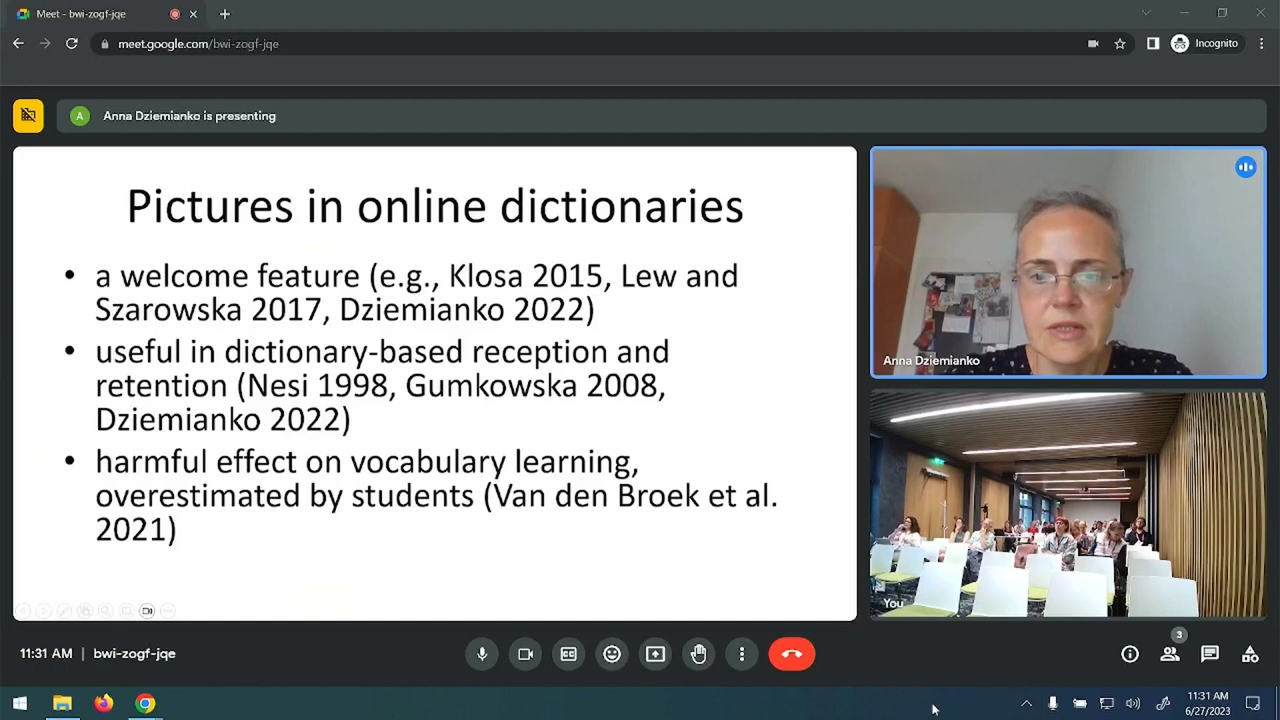 Meet - bwi-zogf-jqe
meet.google.com/bwi-zogf-jqe
Incognito
A
Anna Dziemianko is presenting
Pictures in online dictionaries
• a welcome feature (e.g., Klosa 2015, Lew and
Szarowska 2017, Dziemianko 2022)
• useful in dictionary-based reception and
retention (Nesi 1998, Gumkowska 2008,
Dziemianko 2022)
• harmful effect on vocabulary learning,
overestimated by students (Van den Broek et al.
2021)
Anna Dziemianko
You
11:31 AM | bwi-zogf-jqe
3
11:31 AM
6/27/2023